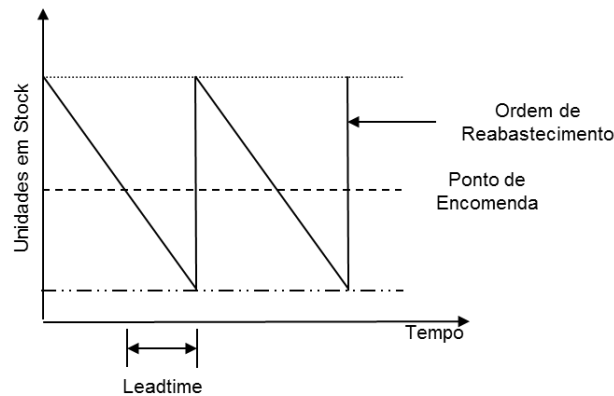 Unidades em Stock
Ordem de
Reabastecimento
Ponto de
Encomenda
Tempo
Leadtime